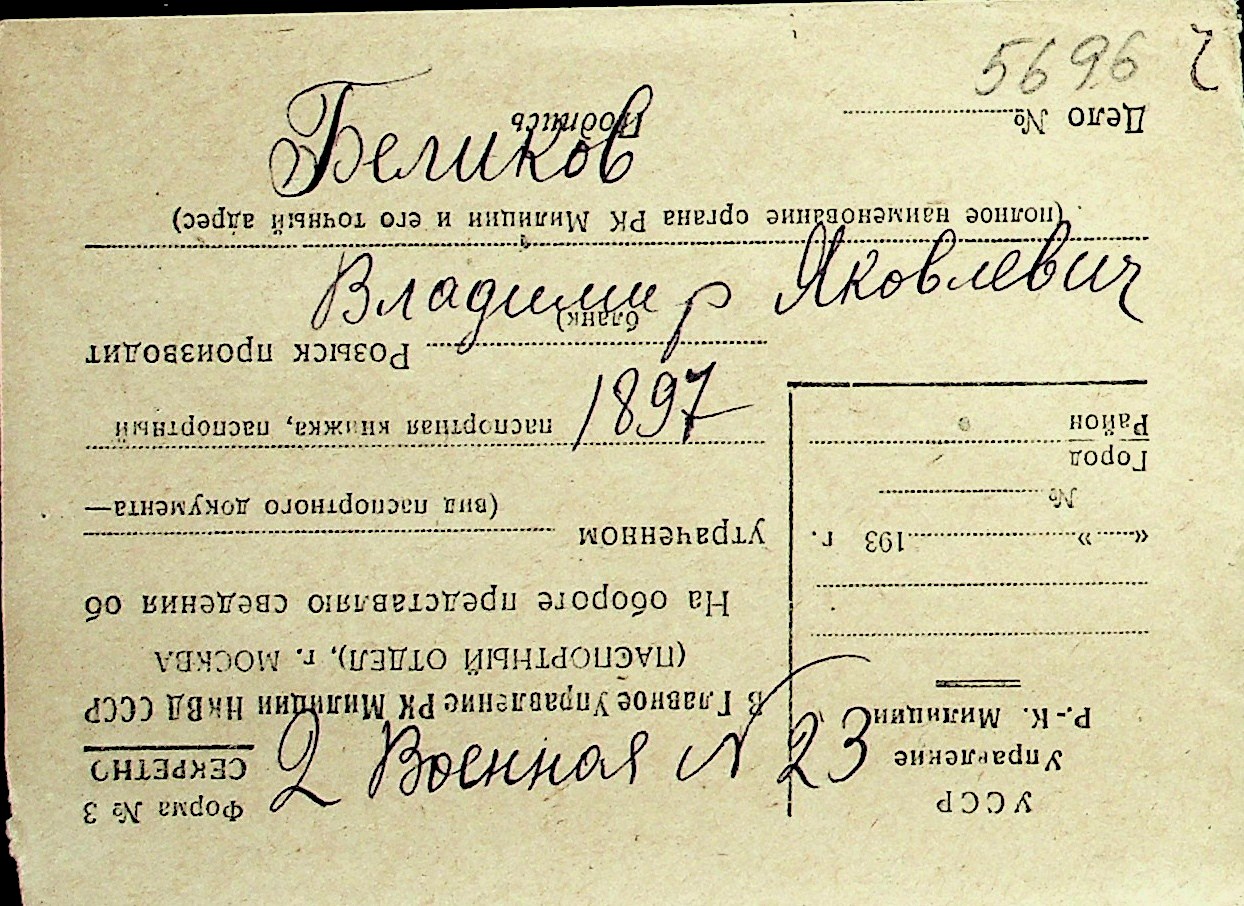 5696
Беликов
Владимир Яковлевич
1897
2 Военная N 23
УССР
Управление
Р.-К. Милиции
« » 193 г.
№
Город
Район
Форма № 3
СЕКРЕТНО
В Главное Управление РК Милиции НКВД СССР
(ПАСПОРТНЫЙ ОТДЕЛ), г. МОСКВА
На обороте представляю сведения об
утраченном
(вид паспортного документа—
паспортная книжка, паспортный
бланк)
Розыск производит
(полное наименование органа РК Милиции и его точный адрес)
Дело №
Подпись